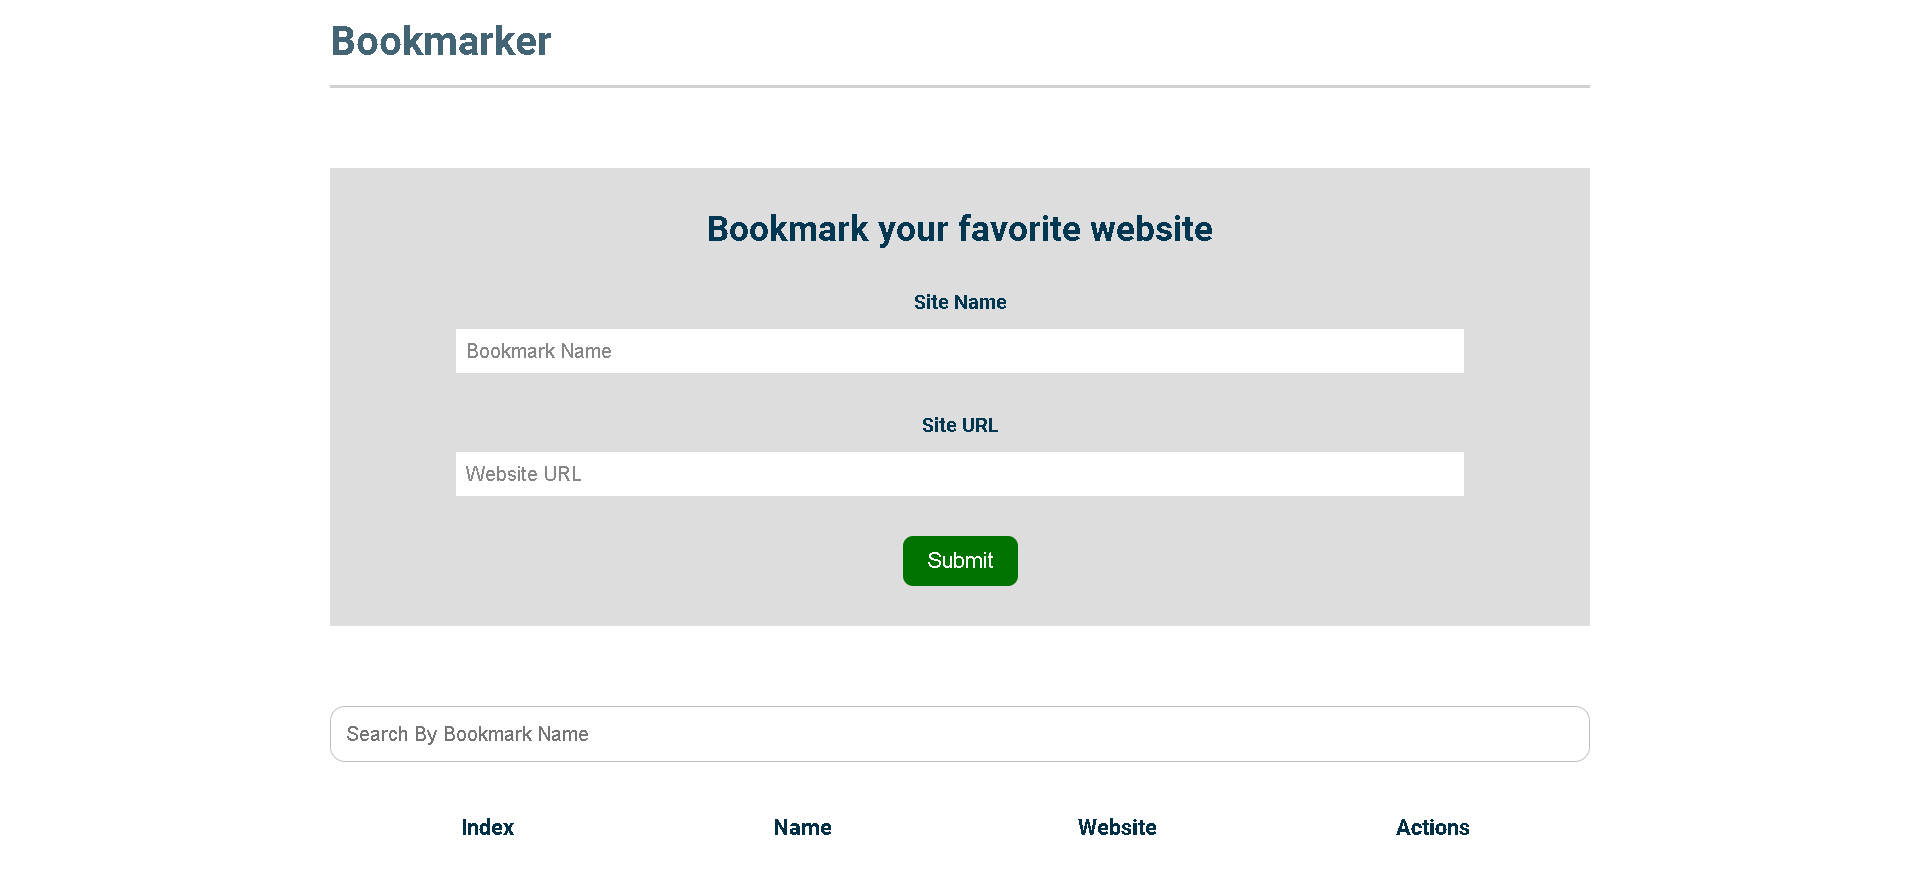 Bookmarker
Bookmark your favorite website
Site Name
Bookmark Name
Site URL
Website URL
Submit
Search By Bookmark Name
Index Name Website Actions